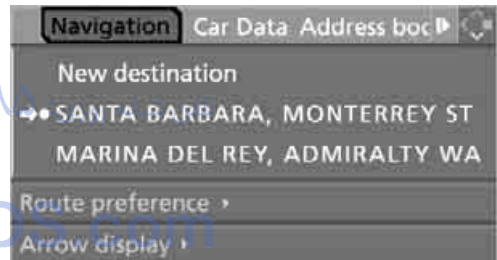 Navigation Car Data Address boc
New destination
SANTA BARBARA, MONTERREY ST
MARINA DEL REY, ADMIRALTY WA
Route preference
Arrow display